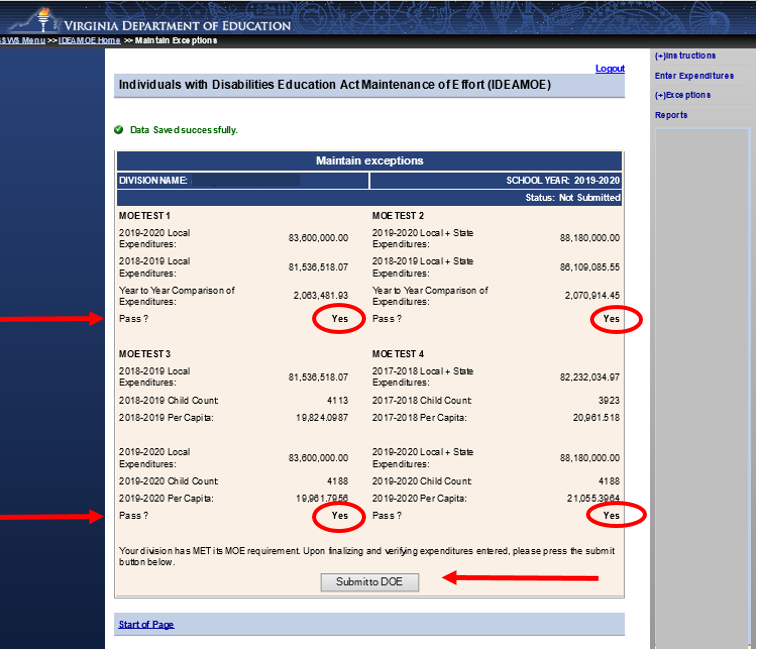 VIRGINIA DEPARTMENT OF EDUCATION
SSWS Menu >> IDEA MOE Home >> Maintain Exceptions
(+)Instructions
Logout
Enter Expenditures
Individuals with Disabilities Education Act Maintenance of Effort (IDEAMOE)
(+)Exceptions
Reports
Data Saved successfully.
Maintain exceptions
DIVISION NAME: SCHOOL YEAR: 2019-2020
Status: Not Submitted
MOE TEST 1 MOE TEST 2
2019-2020 Local Expenditures: 83,600,000.00 2019-2020 Local + State Expenditures: 88,180,000.00
2018-2019 Local Expenditures: 81,536,518.07 2018-2019 Local + State Expenditures: 86,109,085.55
Year to Year Comparison of Expenditures: 2,063,481.93 Year to Year Comparison of Expenditures: 2,070,914.45
Pass ? Yes Pass ? Yes
MOE TEST 3 MOE TEST 4
2018-2019 Local Expenditures: 81,536,518.07 2017-2018 Local + State Expenditures: 82,232,034.97
2018-2019 Child Count: 4113 2017-2018 Child Count: 3923
2018-2019 Per Capita: 19,824.0987 2017-2018 Per Capita: 20,961.518
2019-2020 Local Expenditures: 83,600,000.00 2019-2020 Local + State Expenditures: 88,180,000.00
2019-2020 Child Count: 4188 2019-2020 Child Count: 4188
2019-2020 Per Capita: 19,961.7956 2019-2020 Per Capita: 21,055.3964
Pass ? Yes Pass ? Yes
Your division has MET its MOE requirement. Upon finalizing and verifying expenditures entered, please press the submit
button below.
Submit to DOE
Start of Page